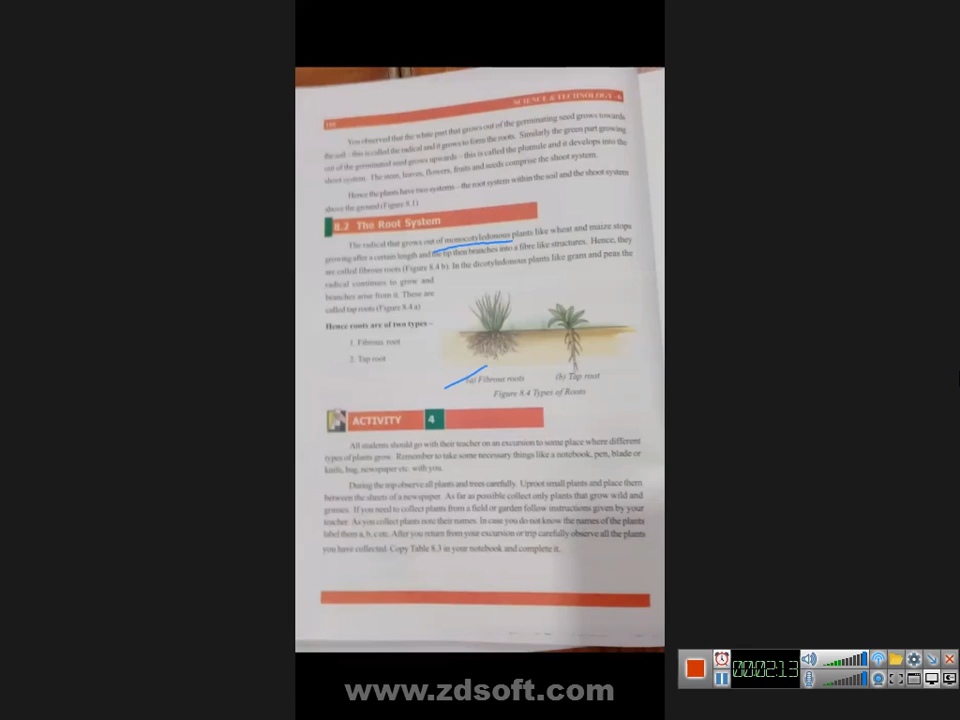 SCIENCE & TECHNOLOGY - 6
You observed that the white part that grows out of the germinating seed grows towards
the soil - this is called the radical and it grows to form the roots. Similarly the green part growing
out of the germinated seed grows upwards - this is called the plumule and it develops into the
shoot system. The stem, leaves, flowers, fruits and seeds comprise the shoot system.
Hence the plants have two systems - the root system within the soil and the shoot system
above the ground (Figure 8.1)
8.2 The Root System
The radical that grows out of monocotyledonous plants like wheat and maize stops
growing after a certain length and the tip then branches into a fibre like structures. Hence, they
are called fibrous roots (Figure 8.4 b). In the dicotyledonous plants like gram and peas the
radical continues to grow and
branches arise from it. These are
called tap roots (Figure 8.4 a)
Hence roots are of two types -
1. Fibrous root
2. Tap root
(a) Fibrous roots (b) Tap root
Figure 8.4 Types of Roots
ACTIVITY 4
All students should go with their teacher on an excursion to some place where different
types of plants grow. Remember to take some necessary things like a notebook, pen, blade or
knife, bag, newspaper etc. with you.
During the trip observe all plants and trees carefully. Uproot small plants and place them
between the sheets of a newspaper. As far as possible collect only plants that grow wild and
grasses. If you need to collect plants from a field or garden follow instructions given by your
teacher. As you collect plants note their names. In case you do not know the names of the plants
label them a, b, c etc. After you return from your excursion or trip carefully observe all the plants
you have collected. Copy Table 8.3 in your notebook and complete it.
00:02:13
www.zdsoft.com